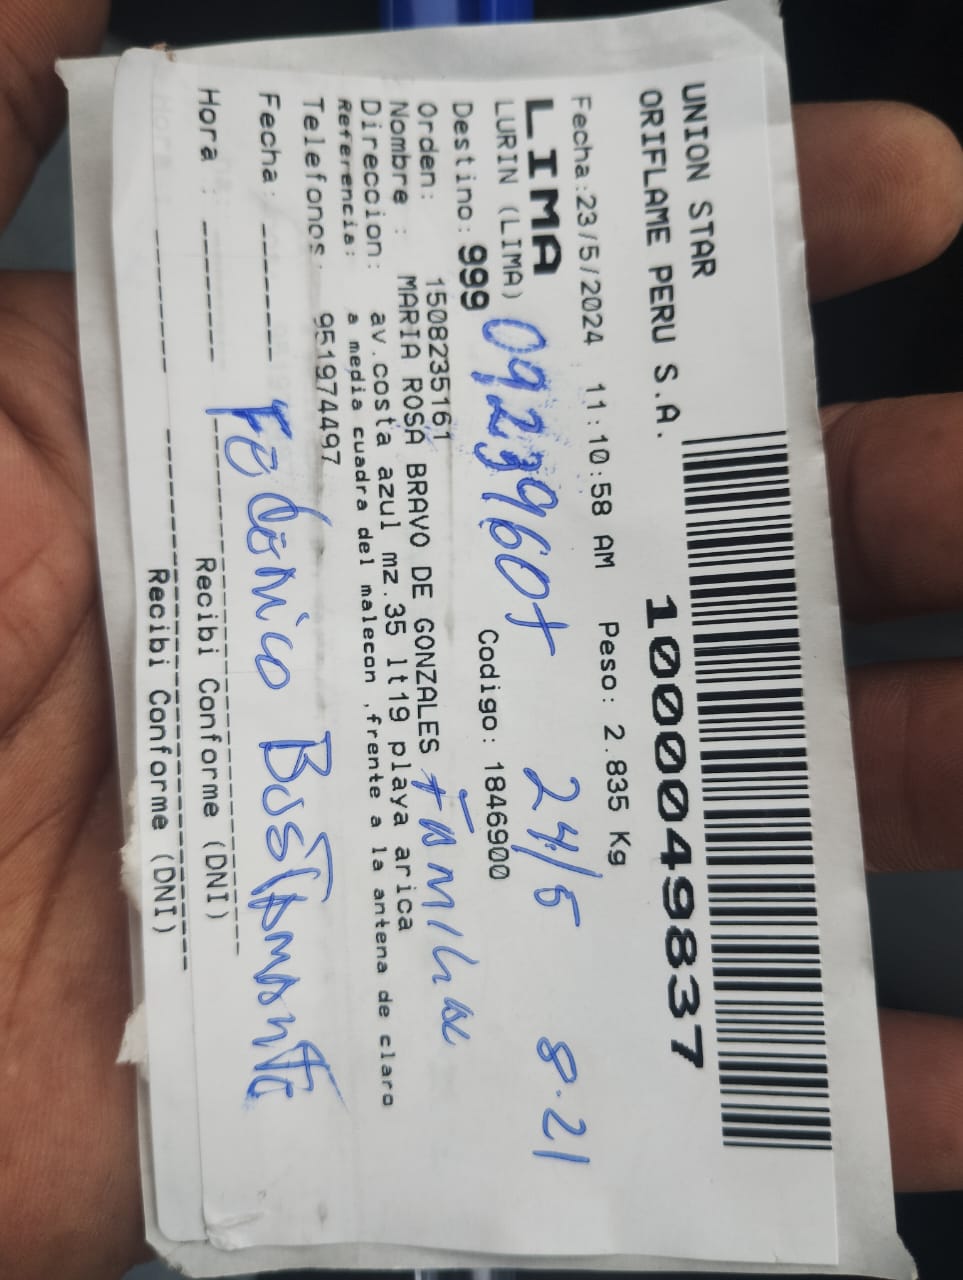 UNION STAR
ORIFLAME PERU S.A.
10000049837
Fecha:23/5/2024 11:10:58 AM Peso: 2.835 Kg
LIMA
24/5 8.21
LURIN (LIMA)
Destino: 999 Codigo: 1846900
Orden: 1508235161
Nombre : MARIA ROSA BRAVO DE GONZALES
Direccion: av.costa azul mz.35 lt19 playa arica
Referencia: a media cuadra del malecon ,frente a la antena de claro
Telefonos: 951974497
Fecha:
Hora :
Recibi Conforme (DNI)
Recibi Conforme (DNI)